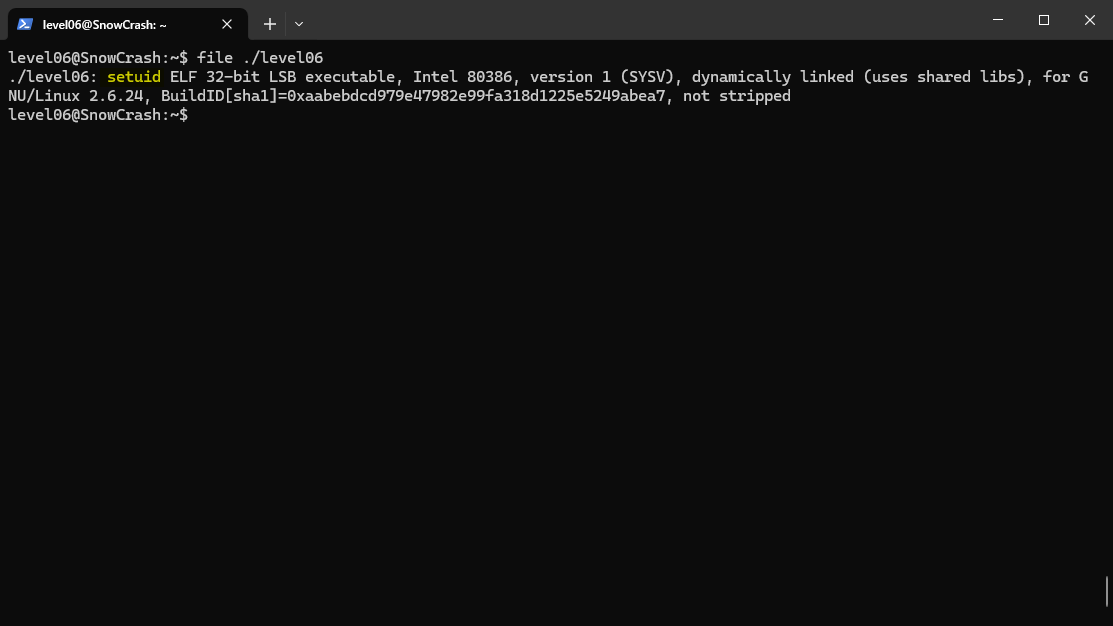 level06@SnowCrash: ~
level06@SnowCrash:~$ file ./level06
./level06: setuid ELF 32-bit LSB executable, Intel 80386, version 1 (SYSV), dynamically linked (uses shared libs), for G
NU/Linux 2.6.24, BuildID[sha1]=0xaabebdcd979e47982e99fa318d1225e5249abea7, not stripped
level06@SnowCrash:~$